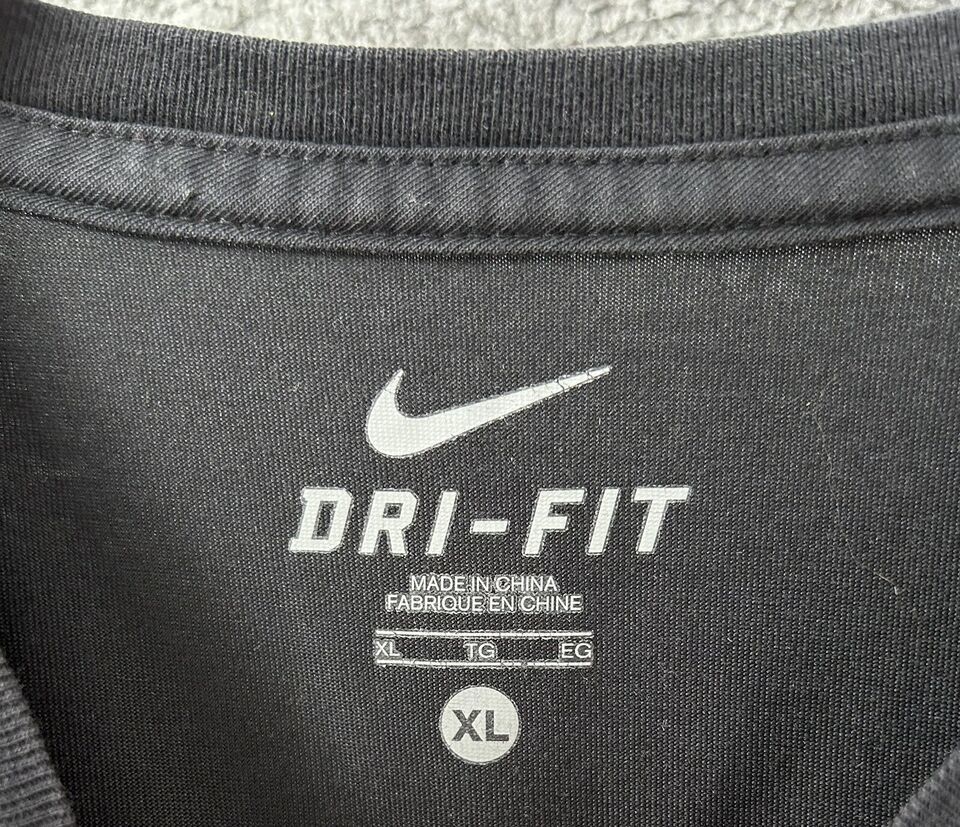 DRI-FIT
MADE IN CHINA
FABRIQUE EN CHINE
XL TG EG
XL